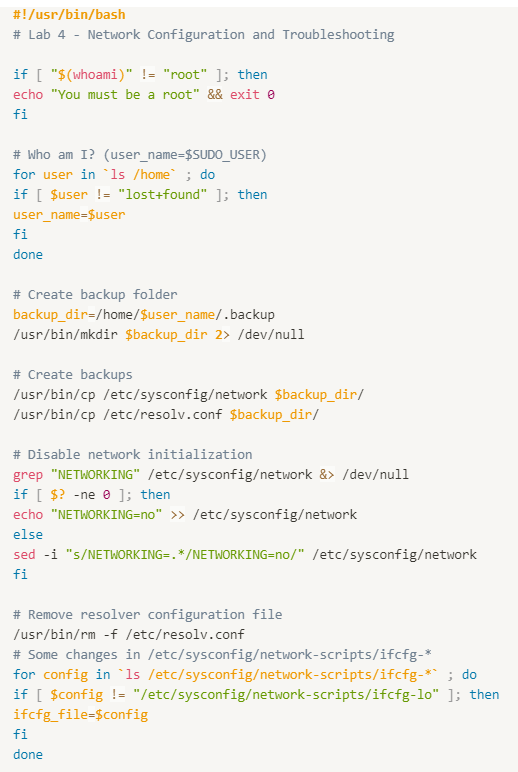 #!/usr/bin/bash
# Lab 4 - Network Configuration and Troubleshooting
if [ "$(whoami)" != "root" ]; then
echo "You must be a root" && exit 0
fi
# Who am I? (user_name=$SUDO_USER)
for user in `ls /home` ; do
if [ $user != "lost+found" ]; then
user_name=$user
fi
done
# Create backup folder
backup_dir=/home/$user_name/.backup
/usr/bin/mkdir $backup_dir 2> /dev/null
# Create backups
/usr/bin/cp /etc/sysconfig/network $backup_dir/
/usr/bin/cp /etc/resolv.conf $backup_dir/
# Disable network initialization
grep "NETWORKING" /etc/sysconfig/network &> /dev/null
if [ $? -ne 0 ]; then
echo "NETWORKING=no" >> /etc/sysconfig/network
else
sed -i "s/NETWORKING=.*/NETWORKING=no/" /etc/sysconfig/network
fi
# Remove resolver configuration file
/usr/bin/rm -f /etc/resolv.conf
# Some changes in /etc/sysconfig/network-scripts/ifcfg-*
for config in `ls /etc/sysconfig/network-scripts/ifcfg-*` ; do
if [ $config != "/etc/sysconfig/network-scripts/ifcfg-lo" ]; then
ifcfg_file=$config
fi
done